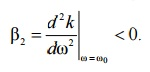 β₂ = d²k/dω² |ω=ω₀ < 0.